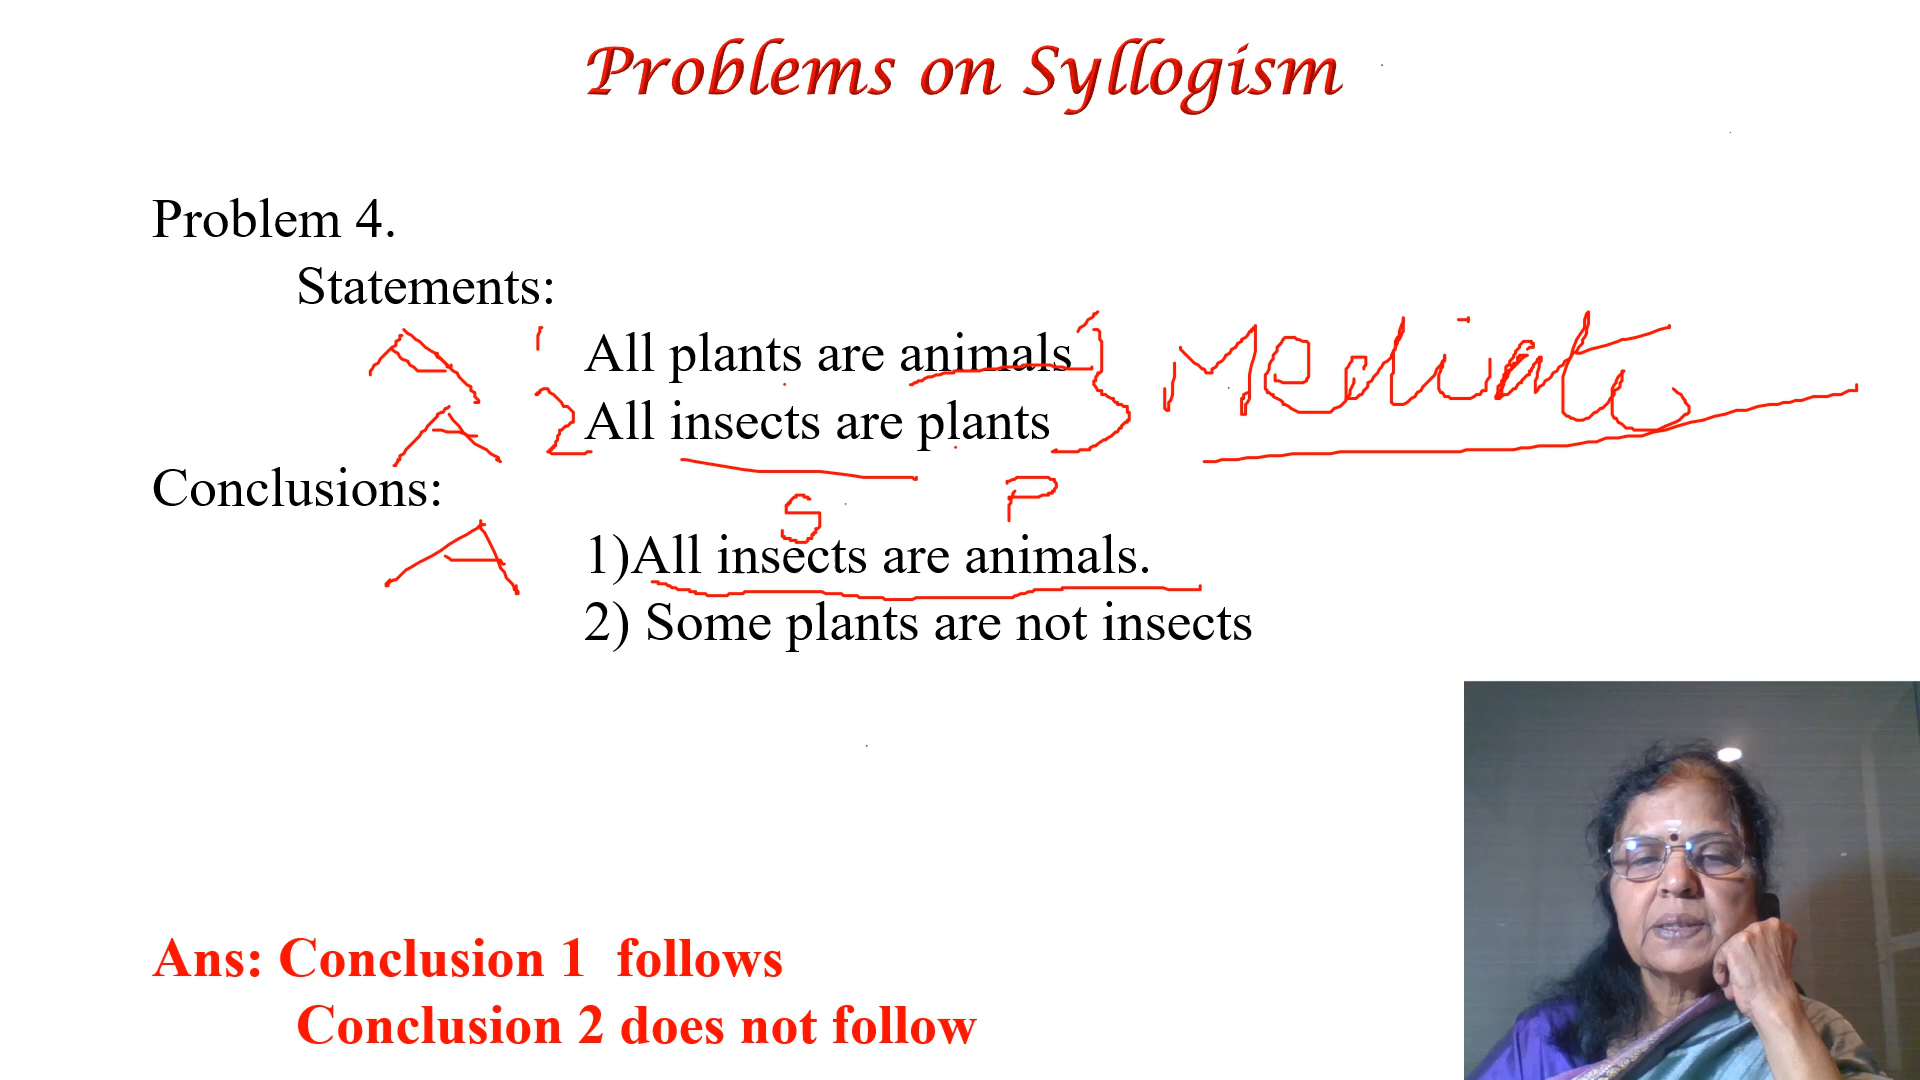 Problems on Syllogism
Problem 4.
Statements:
A 1 All plants are animals
Mediate
A 2 All insects are plants
Conclusions:
S P
A 1)All insects are animals.
2) Some plants are not insects
Ans: Conclusion 1 follows
Conclusion 2 does not follow